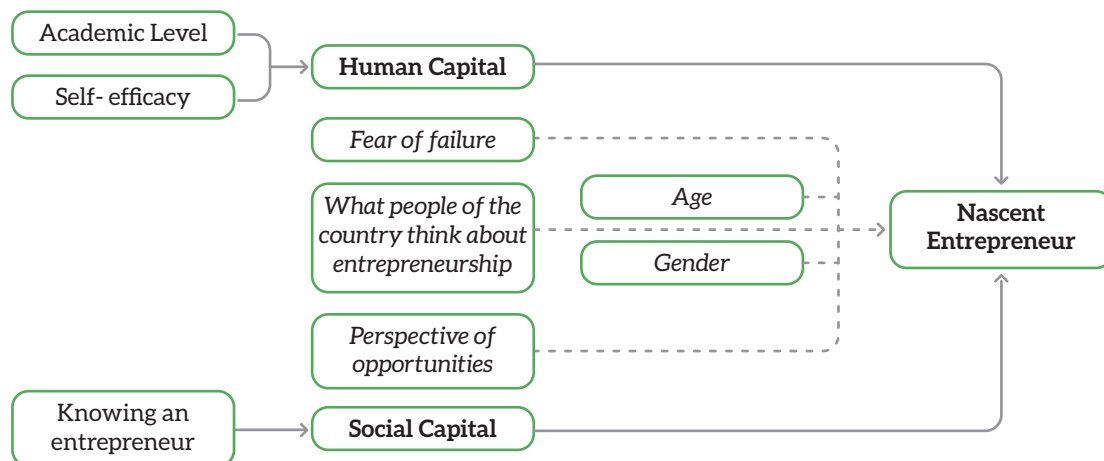 Academic Level
Self- efficacy
Human Capital
Fear of failure
What people of the
country think about
entrepreneurship
Age
Gender
Nascent
Entrepreneur
Perspective of
opportunities
Knowing an
entrepreneur
Social Capital